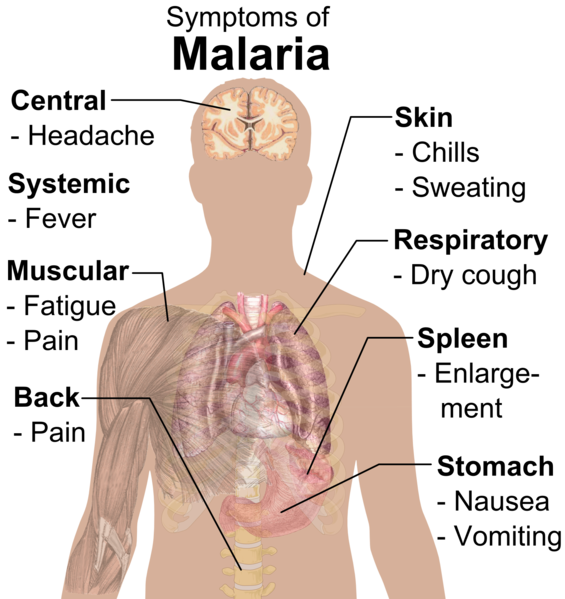 Symptoms of
Malaria
Central
- Headache
Systemic
- Fever
Muscular
- Fatigue
- Pain
Back
- Pain
Skin
- Chills
- Sweating
Respiratory
- Dry cough
Spleen
- Enlarge-
ment
Stomach
- Nausea
- Vomiting